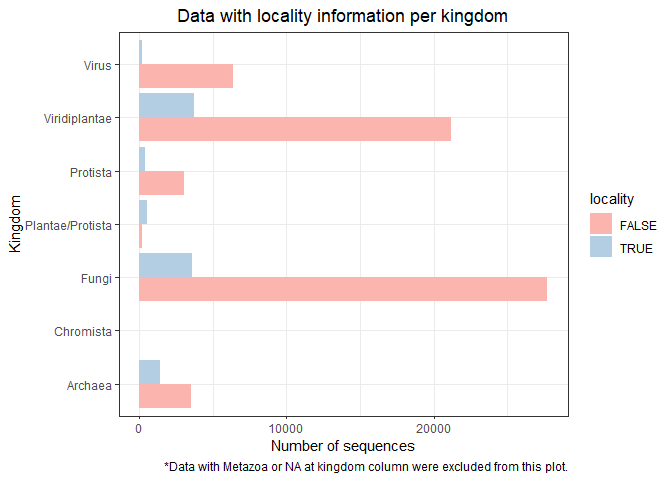 Data with locality information per kingdom
Virus
Viridiplantae
Protista
Plantae/Protista
Fungi
Chromista
Archaea
Kingdom
0 10000 20000
Number of sequences
*Data with Metazoa or NA at kingdom column were excluded from this plot.
locality
FALSE
TRUE